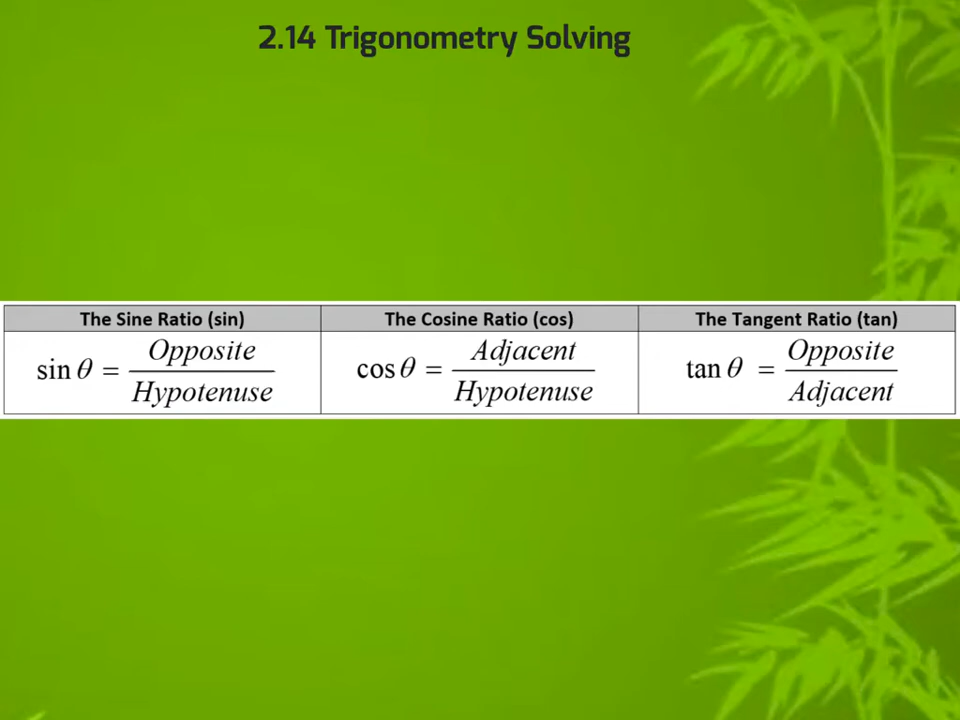 2.14 Trigonometry Solving
The Sine Ratio (sin)
The Cosine Ratio (cos)
The Tangent Ratio (tan)
sin θ = Opposite / Hypotenuse
cos θ = Adjacent / Hypotenuse
tan θ = Opposite / Adjacent